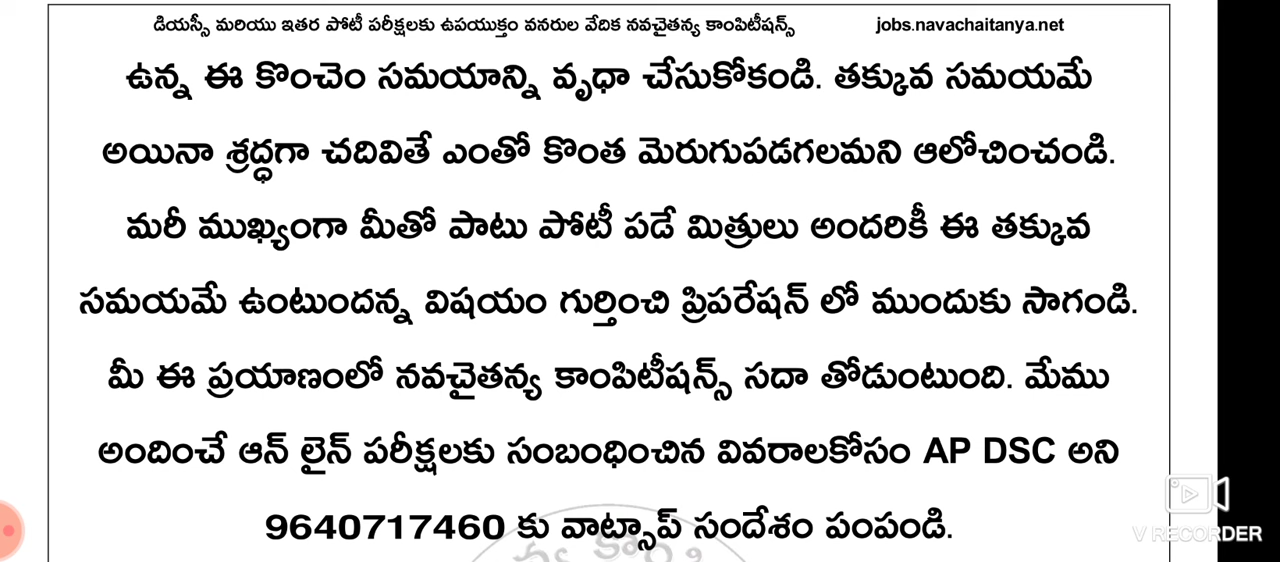 డియస్సీ మరియు ఇతర పోటీ పరీక్షలకు ఉపయుక్తం వనరుల వేదిక నవచైతన్య కాంపిటీషన్స్ jobs.navachaitanya.net
ఉన్న ఈ కొంచెం సమయాన్ని వృధా చేసుకోకండి. తక్కువ సమయమే
అయినా శ్రద్ధగా చదివితే ఎంతో కొంత మెరుగుపడగలమని ఆలోచించండి.
మరీ ముఖ్యంగా మీతో పాటు పోటీ పడే మిత్రులు అందరికీ ఈ తక్కువ
సమయమే ఉంటుందన్న విషయం గుర్తించి ప్రిపరేషన్ లో ముందుకు సాగండి.
మీ ఈ ప్రయాణంలో నవచైతన్య కాంపిటీషన్స్ సదా తోడుంటుంది. మేము
అందించే ఆన్ లైన్ పరీక్షలకు సంబంధించిన వివరాలకోసం AP DSC అని
9640717460 కు వాట్సాప్ సందేశం పంపండి.
V RECORDER